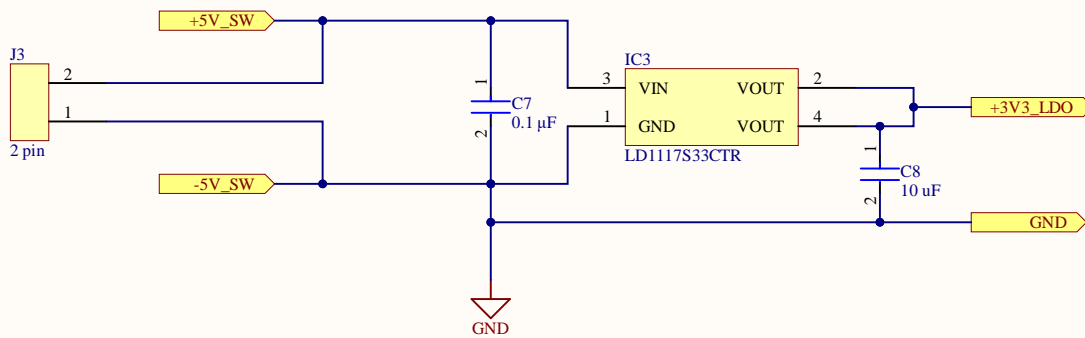 +5V_SW
J3
2
1
2 pin
-5V_SW
1
C7
0.1 µF
2
IC3
3
VIN
VOUT
2
1
GND
VOUT
4
LD1117S33CTR
+3V3_LDO
1
C8
10 uF
2
GND
GND